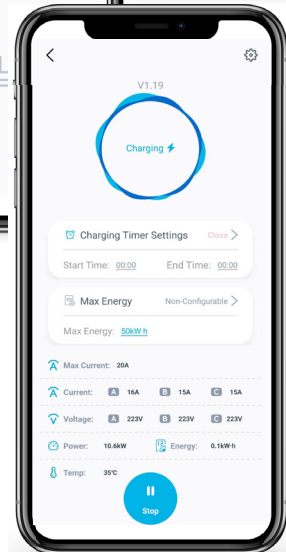 V1.19
Charging
Charging Timer Settings Close
Start Time: 00:00 End Time: 00:00
Max Energy Non-Configurable
Max Energy: 50kW·h
Max Current: 20A
Current: A 16A B 15A C 15A
Voltage: A 223V B 223V C 223V
Power: 10.6kW Energy: 0.1kW·h
Temp: 35℃
Stop